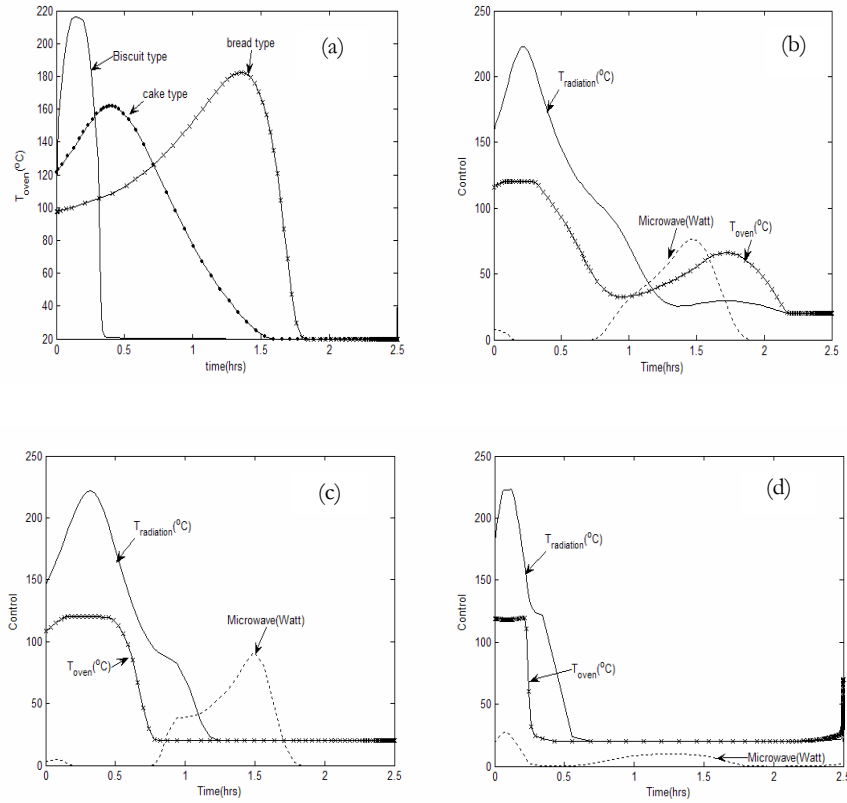 (a)
Biscuit type
bread type
cake type
T_oven(°C)
220
200
180
160
140
120
100
80
60
40
20
0
0.5
1
1.5
2
2.5
time(hrs)
(b)
T_radiation(°C)
Microwave(Watt)
T_oven(°C)
Control
250
200
150
100
50
0
0
0.5
1
1.5
2
2.5
Time(hrs)
(c)
T_radiation(°C)
Microwave(Watt)
T_oven(°C)
Control
250
200
150
100
50
0
0
0.5
1
1.5
2
2.5
Time(hrs)
(d)
T_radiation(°C)
T_oven(°C)
Microwave(Watt)
Control
250
200
150
100
50
0
0
0.5
1
1.5
2
2.5
Time(hrs)